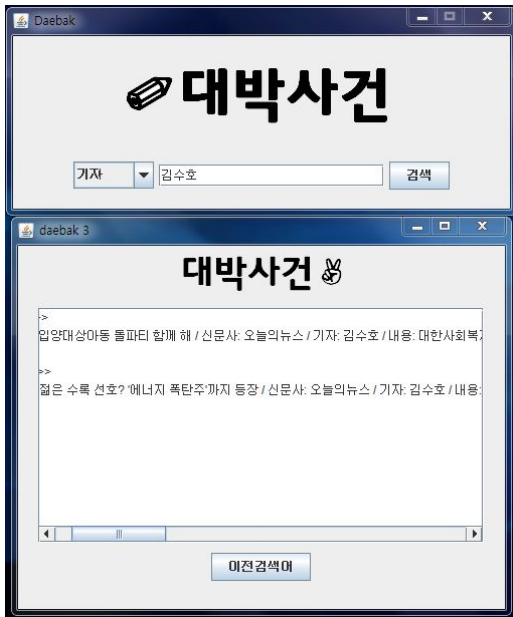 Daebak
대박사건
기자
김수호
검색
daebak 3
대박사건
->
입양대상아동 돌파티 함께 해 / 신문사: 오늘의뉴스 / 기자: 김수호 / 내용: 대한사회복
>>
젊은 수록 선호? '에너지 폭탄주'까지 등장 / 신문사: 오늘의뉴스 / 기자: 김수호 / 내용:
이전검색어